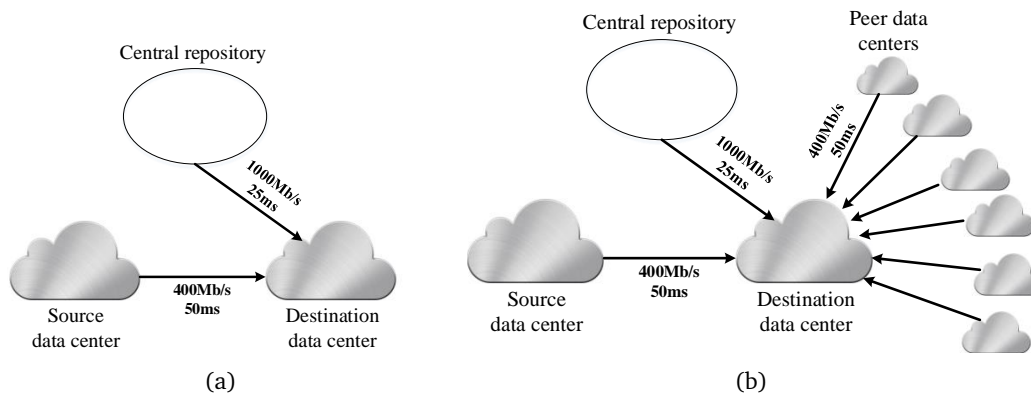 Central repository
1000Mb/s
25ms
400Mb/s
50ms
Source
data center
Destination
data center
(a)
Central repository
Peer data
centers
400Mb/s
50ms
1000Mb/s
25ms
400Mb/s
50ms
Source
data center
Destination
data center
(b)